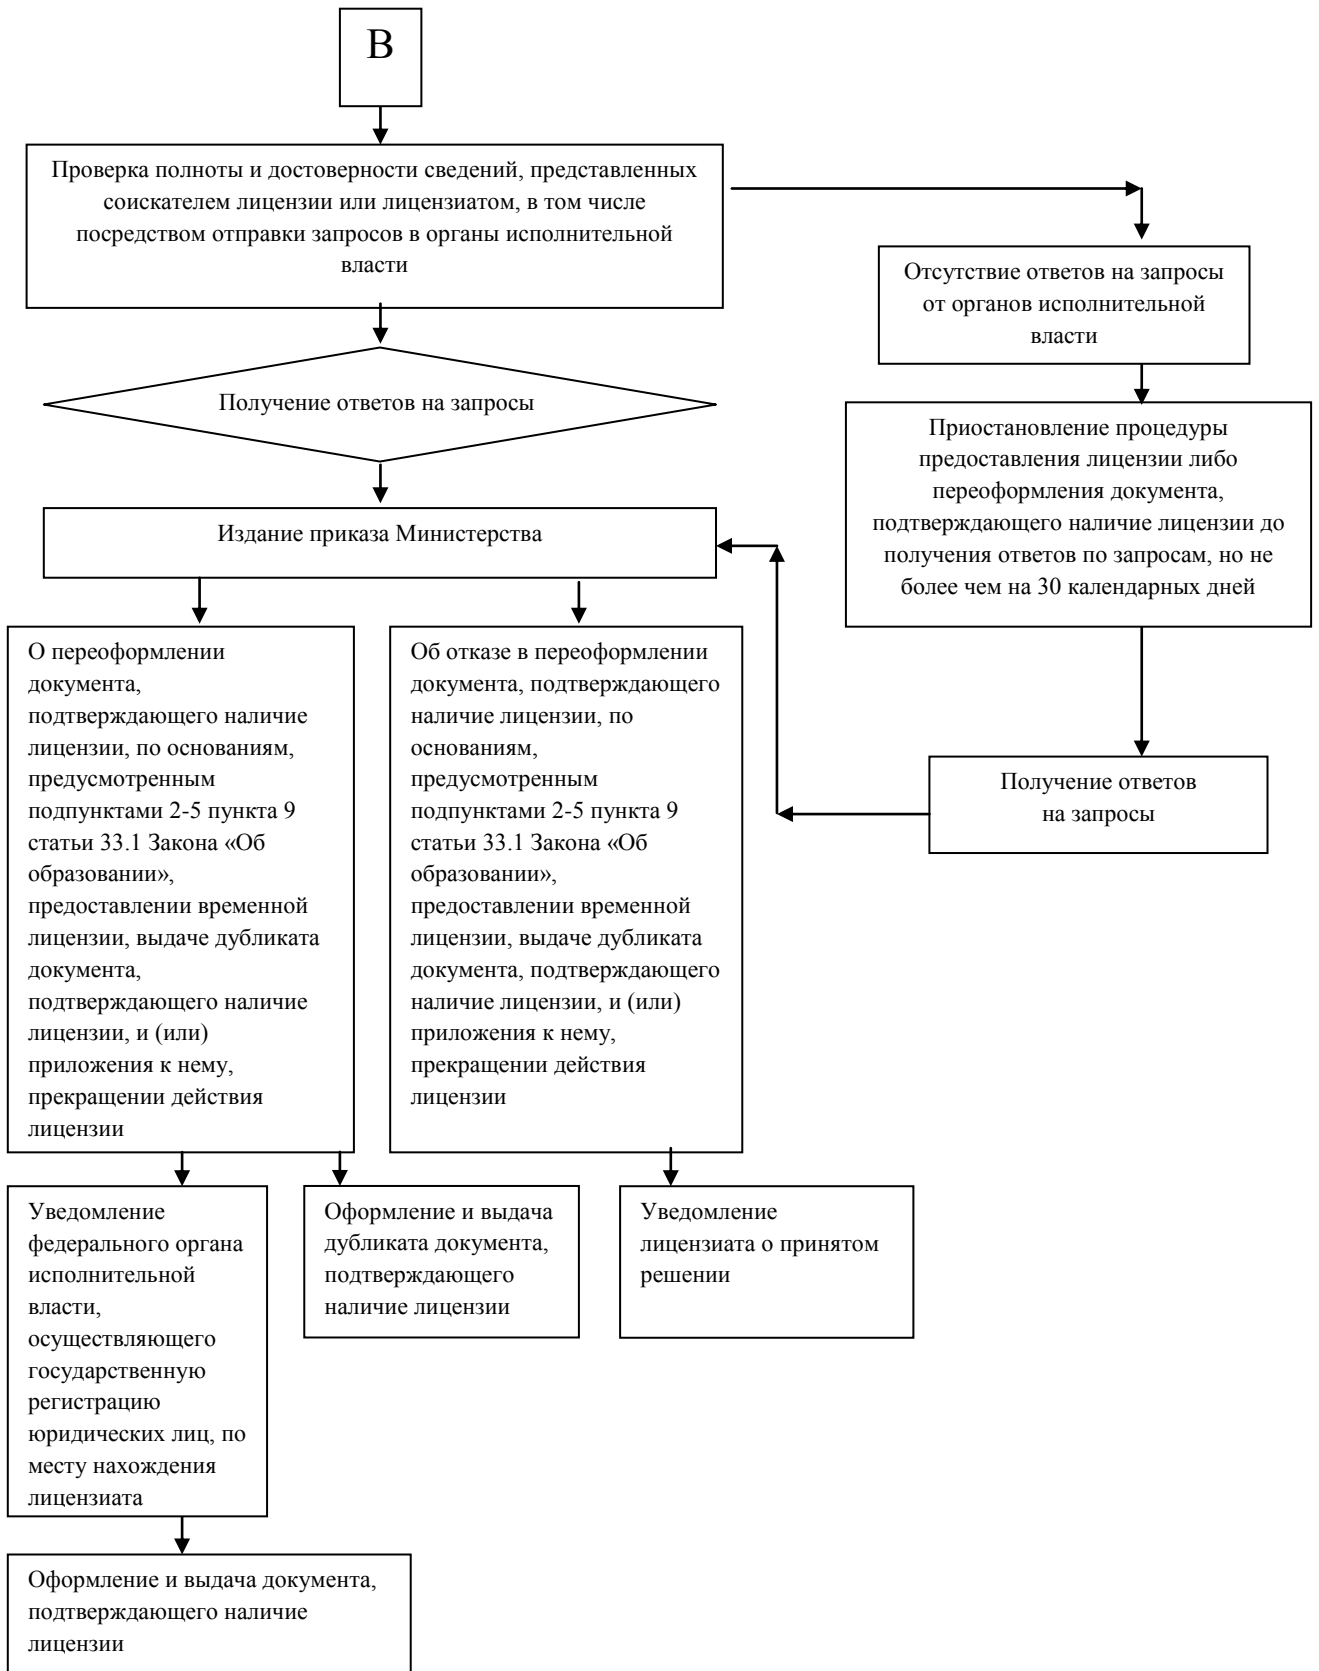 В
Проверка полноты и достоверности сведений, представленных
соискателем лицензии или лицензиатом, в том числе
посредством отправки запросов в органы исполнительной
власти
Отсутствие ответов на запросы
от органов исполнительной
власти
Получение ответов на запросы
Приостановление процедуры
предоставления лицензии либо
переоформления документа,
подтверждающего наличие лицензии до
получения ответов по запросам, но не
более чем на 30 календарных дней
Издание приказа Министерства
О переоформлении
документа,
подтверждающего наличие
лицензии, по основаниям,
предусмотренным
подпунктами 2-5 пункта 9
статьи 33.1 Закона «Об
образовании»,
предоставлении временной
лицензии, выдаче дубликата
документа,
подтверждающего наличие
лицензии, и (или)
приложения к нему,
прекращении действия
лицензии
Об отказе в переоформлении
документа, подтверждающего
наличие лицензии, по
основаниям,
предусмотренным
подпунктами 2-5 пункта 9
статьи 33.1 Закона «Об
образовании»,
предоставлении временной
лицензии, выдаче дубликата
документа, подтверждающего
наличие лицензии, и (или)
приложения к нему,
прекращении действия
лицензии
Получение ответов
на запросы
Уведомление
федерального органа
исполнительной
власти,
осуществляющего
государственную
регистрацию
юридических лиц, по
месту нахождения
лицензиата
Оформление и выдача
дубликата документа,
подтверждающего
наличие лицензии
Уведомление
лицензиата о принятом
решении
Оформление и выдача документа,
подтверждающего наличие
лицензии